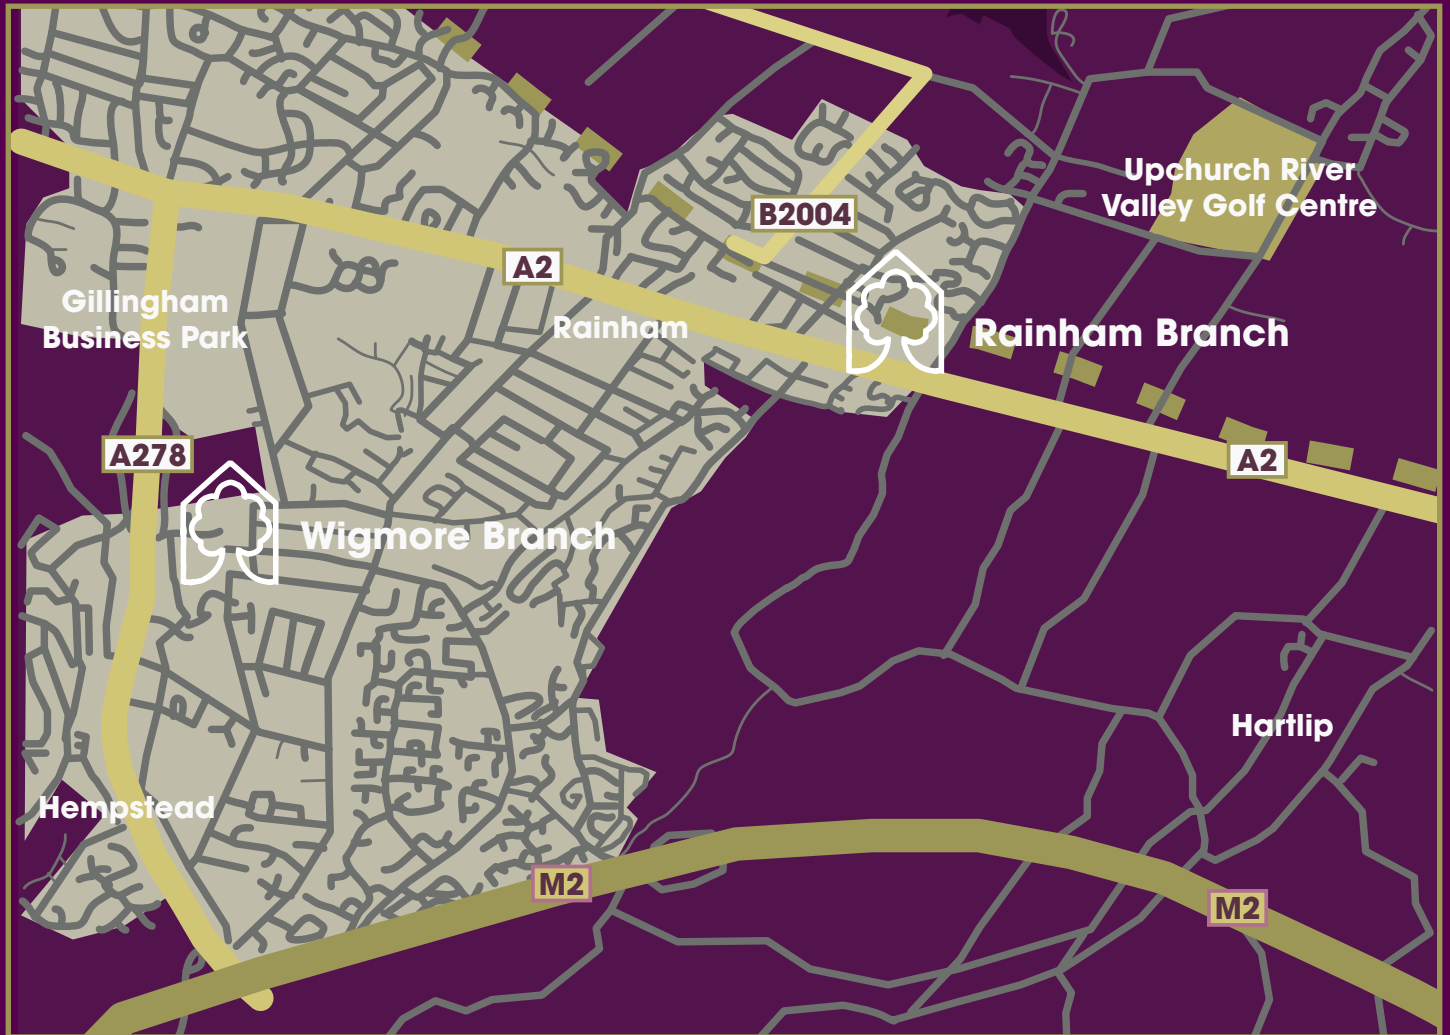 Upchurch River
Valley Golf Centre
B2004
A2
Gillingham
Business Park
Rainham
Rainham Branch
A278
A2
Wigmore Branch
Hartlip
Hempstead
M2
M2